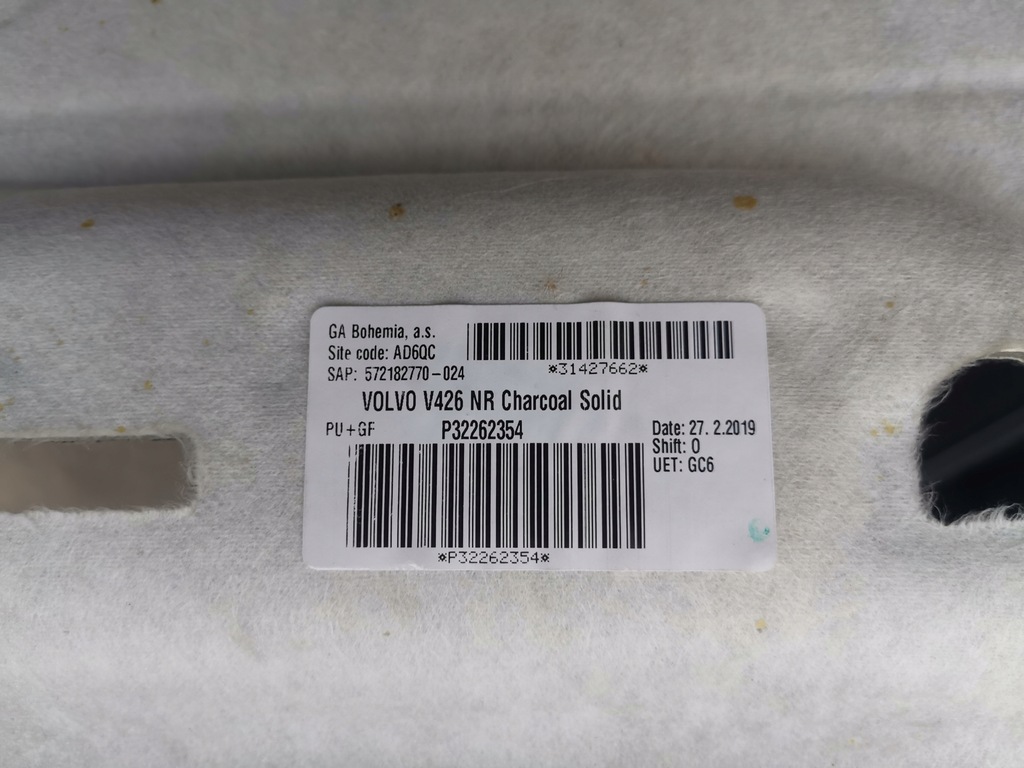 GA Bohemia, a.s.
Site code: AD6QC
SAP: 572182770-024
*31427662*
VOLVO V426 NR Charcoal Solid
PU+GF
P32262354
Date: 27. 2.2019
Shift: O
UET: GC6
*P32262354*